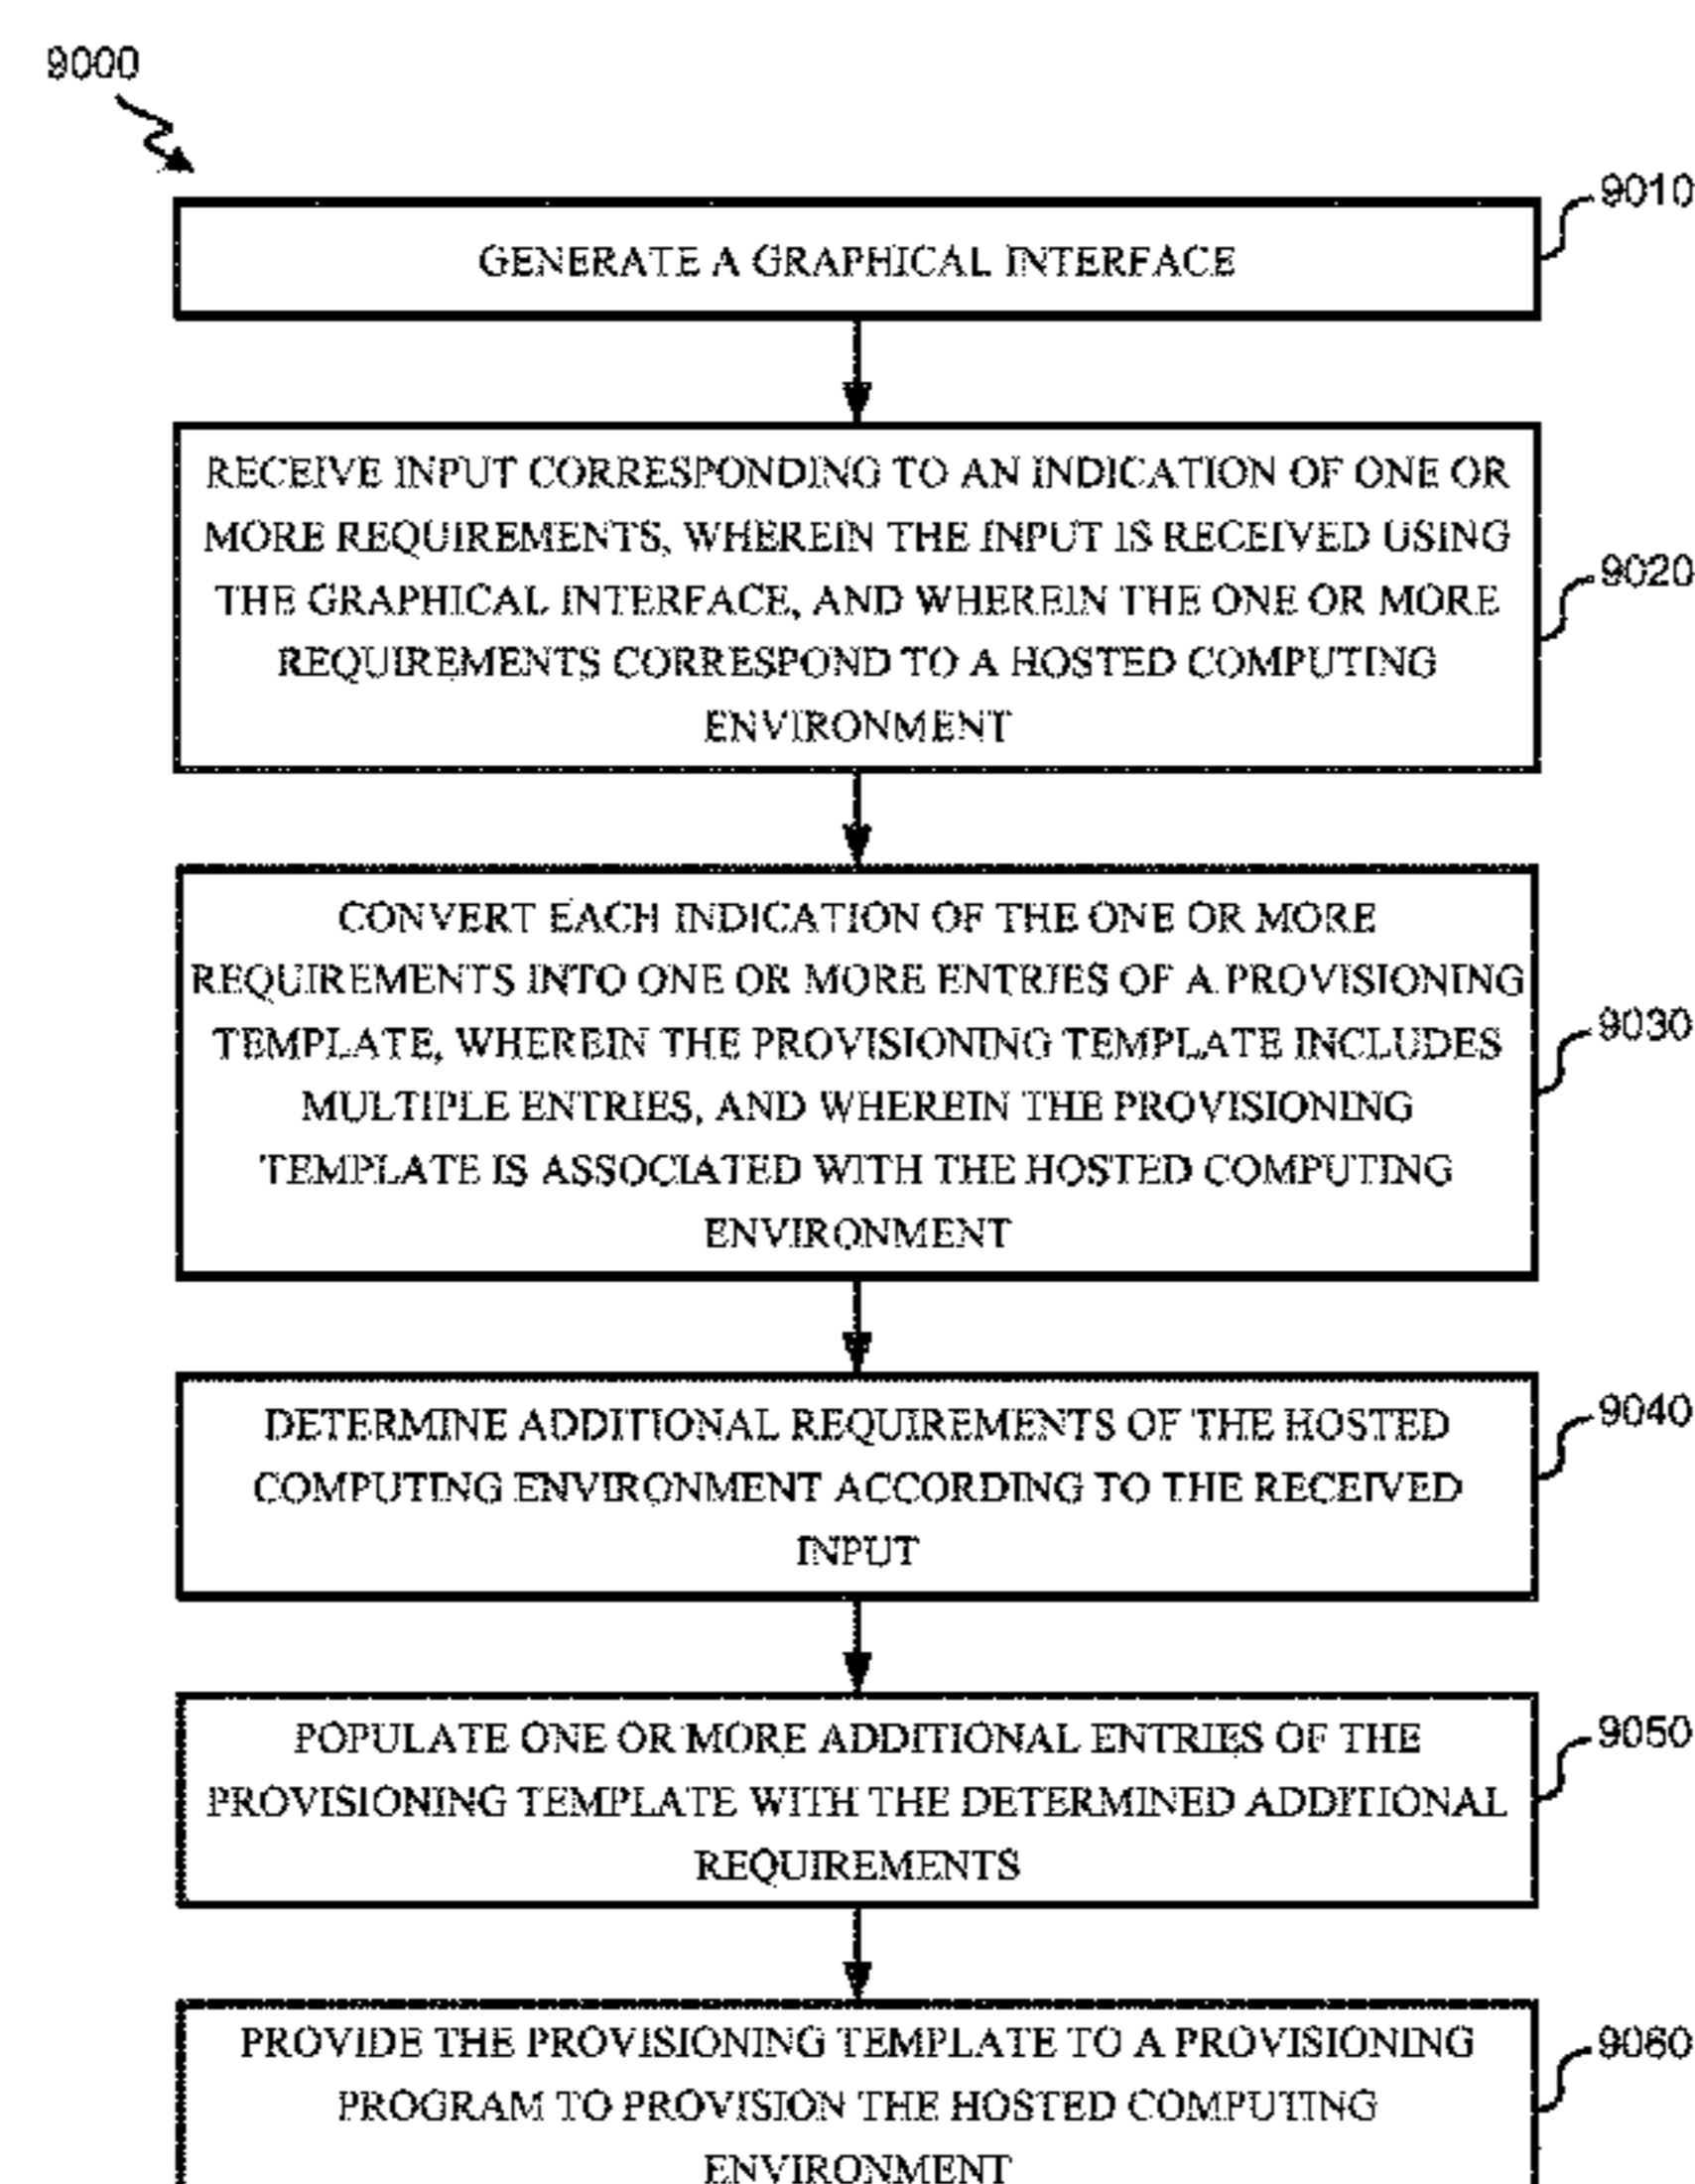 9000
9010
GENERATE A GRAPHICAL INTERFACE
RECEIVE INPUT CORRESPONDING TO AN INDICATION OF ONE OR
MORE REQUIREMENTS, WHEREIN THE INPUT IS RECEIVED USING
THE GRAPHICAL INTERFACE, AND WHEREIN THE ONE OR MORE
REQUIREMENTS CORRESPOND TO A HOSTED COMPUTING
ENVIRONMENT
9020
CONVERT EACH INDICATION OF THE ONE OR MORE
REQUIREMENTS INTO ONE OR MORE ENTRIES OF A PROVISIONING
TEMPLATE, WHEREIN THE PROVISIONING TEMPLATE INCLUDES
MULTIPLE ENTRIES, AND WHEREIN THE PROVISIONING
TEMPLATE IS ASSOCIATED WITH THE HOSTED COMPUTING
ENVIRONMENT
9030
DETERMINE ADDITIONAL REQUIREMENTS OF THE HOSTED
COMPUTING ENVIRONMENT ACCORDING TO THE RECEIVED
INPUT
9040
POPULATE ONE OR MORE ADDITIONAL ENTRIES OF THE
PROVISIONING TEMPLATE WITH THE DETERMINED ADDITIONAL
REQUIREMENTS
9050
PROVIDE THE PROVISIONING TEMPLATE TO A PROVISIONING
PROGRAM TO PROVISION THE HOSTED COMPUTING
ENVIRONMENT
9060